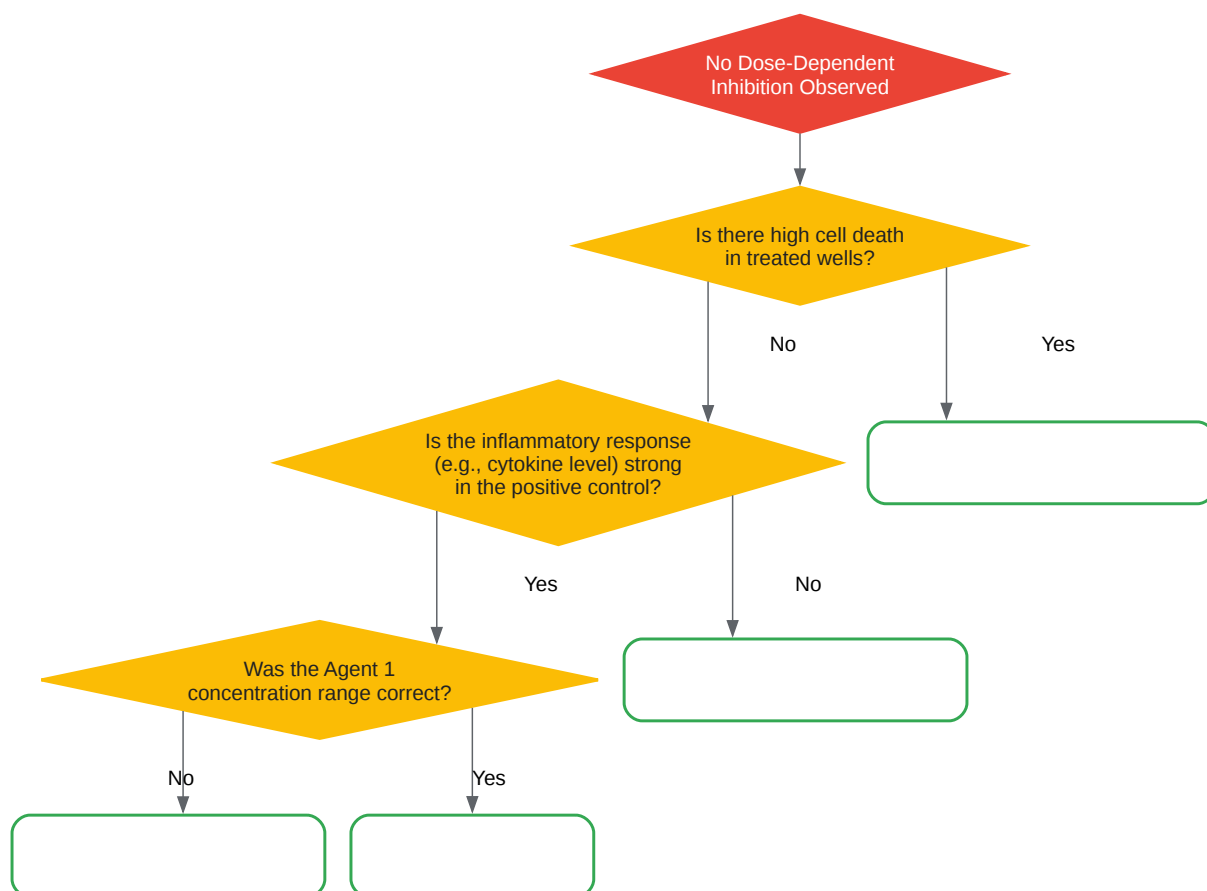 No Dose-Dependent
Inhibition Observed
Is there high cell death
in treated wells?
No
Yes
Is the inflammatory response
(e.g., cytokine level) strong
in the positive control?
Yes
No
Was the Agent 1
concentration range correct?
No
Yes